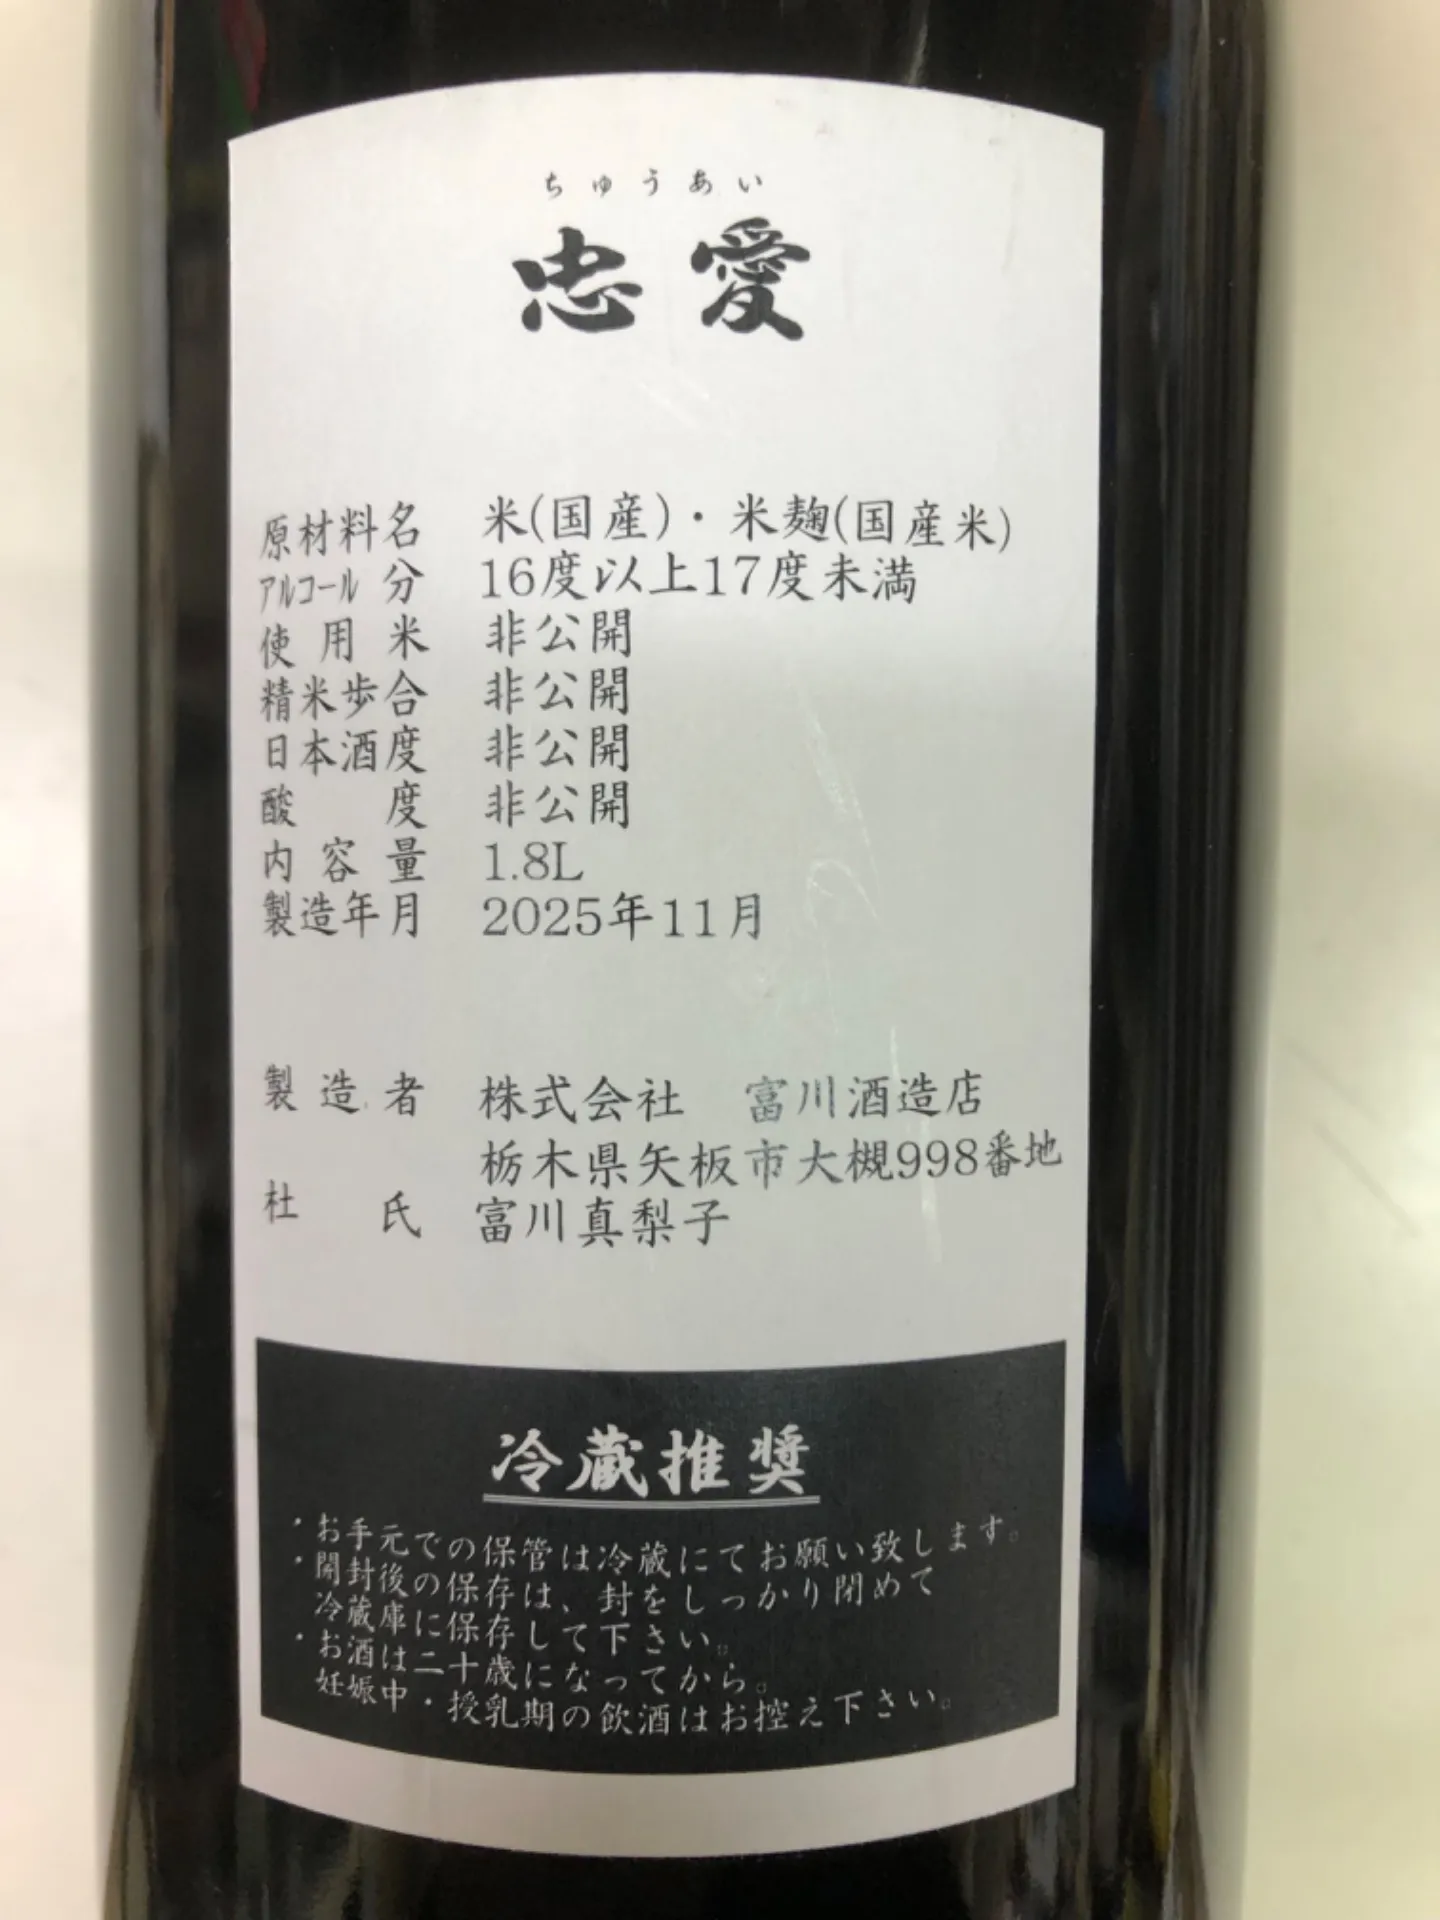 ちゅうあい
忠愛
原材料名 米(国産)・米麹(国産米)
アルコール分 16度以上17度未満
使用米 非公開
精米歩合 非公開
日本酒度 非公開
酸度 非公開
内容量 1.8L
製造年月 2025年11月
製造者 株式会社 富川酒造店
栃木県矢板市大槻998番地
杜氏 富川真梨子
冷蔵推奨
・お手元での保管は冷蔵にてお願い致します。
・開封後の保存は、封をしっかり閉めて
冷蔵庫に保存して下さい。
・お酒は二十歳になってから。
妊娠中・授乳期の飲酒はお控え下さい。